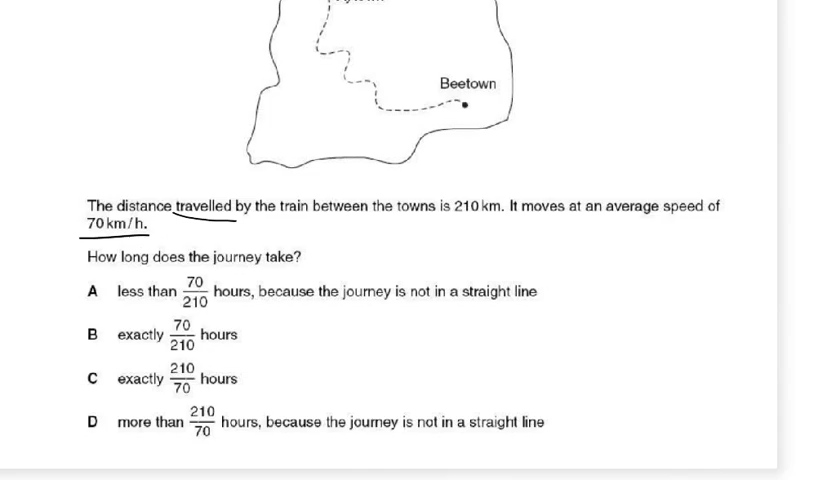 Beetown
The distance travelled by the train between the towns is 210 km. It moves at an average speed of
70 km/h.
How long does the journey take?
A less than 70/210 hours, because the journey is not in a straight line
B exactly 70/210 hours
C exactly 210/70 hours
D more than 210/70 hours, because the journey is not in a straight line